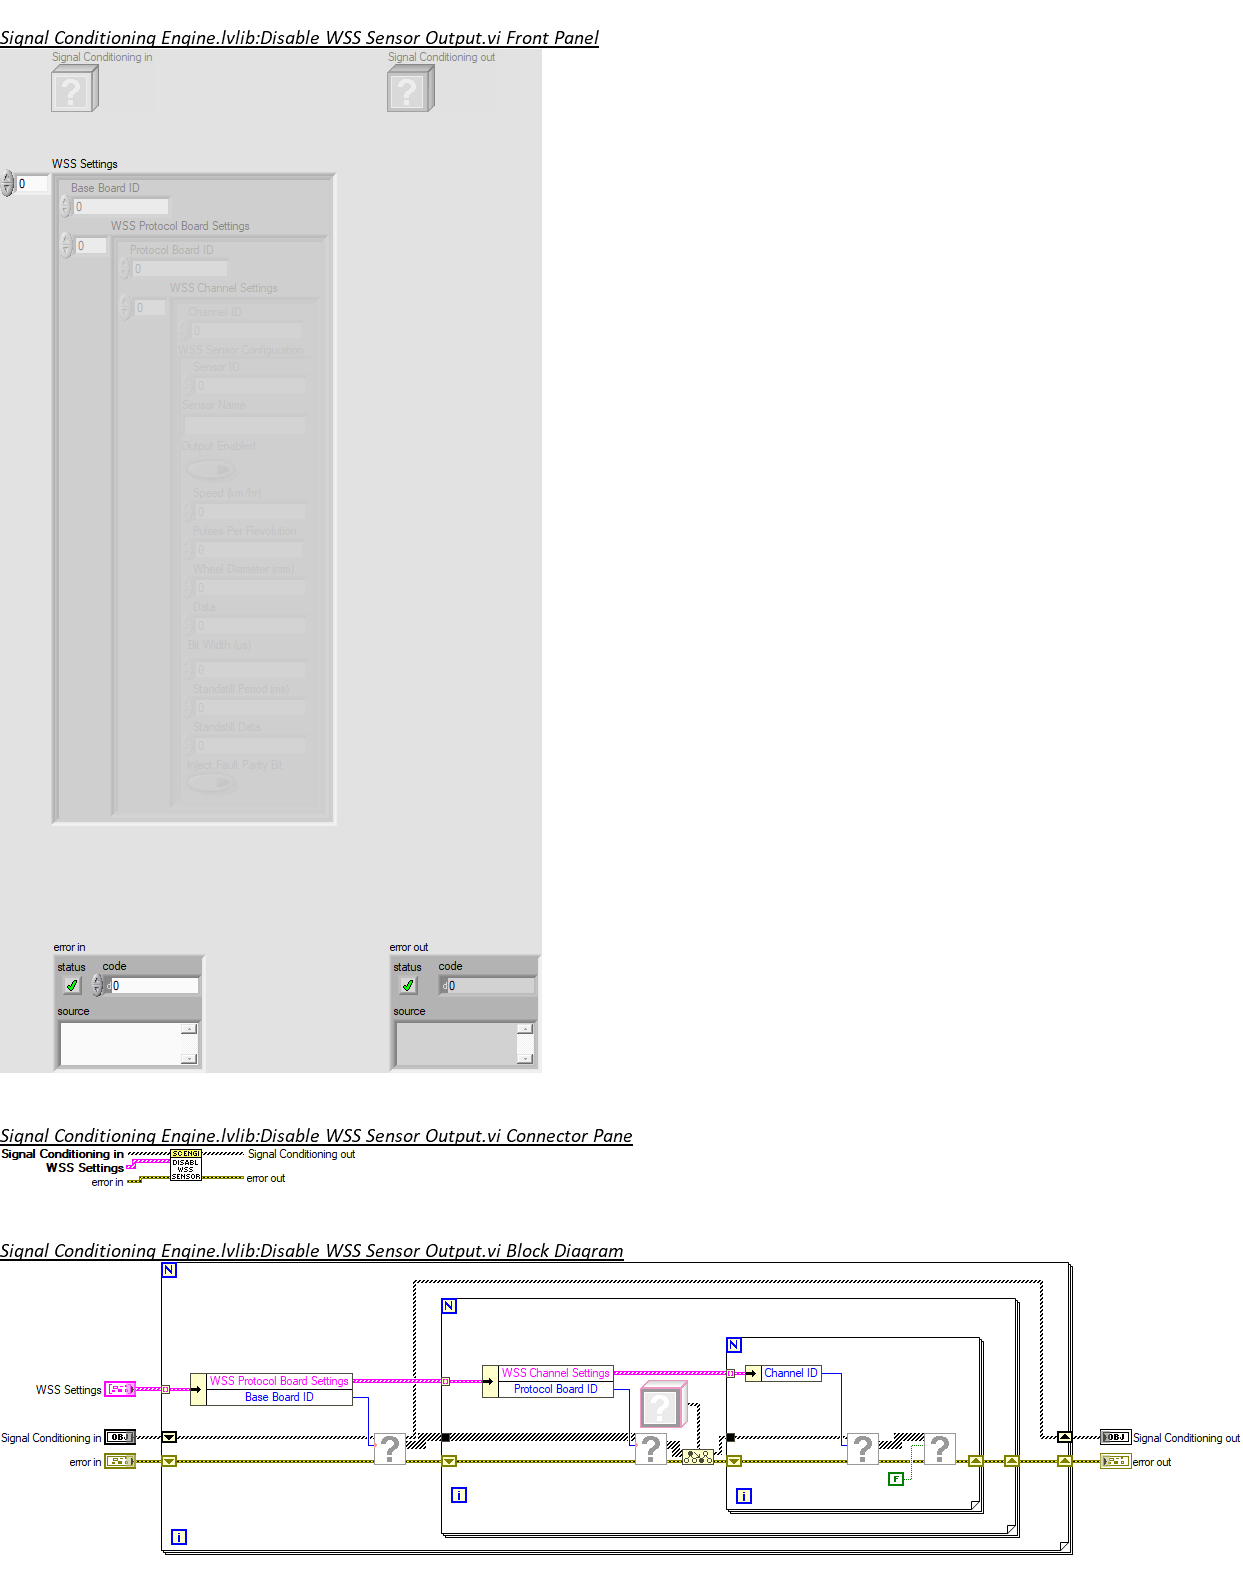 Signal Conditioning Engine.lvlib:Disable WSS Sensor Output.vi Front Panel
Signal Conditioning in
Signal Conditioning out
?
?
WSS Settings
0
Base Board ID
0
WSS Protocol Board Settings
0
Protocol Board ID
0
WSS Channel Settings
0
Channel ID
0
WSS Sensor Configuration
Sensor ID
0
Sensor Name
Output Enabled
Speed (km/hr)
0
Pulses Per Revolution
0
Wheel Diameter (mm)
0
Data
0
Bit Width (us)
0
Standstill Period (ms)
0
Standstill Data
0
Inject Fault: Parity Bit
error in
error out
status code
status code
d 0
d 0
source
source
Signal Conditioning Engine.lvlib:Disable WSS Sensor Output.vi Connector Pane
Signal Conditioning in
SC ENGI
Signal Conditioning out
WSS Settings
DISABL
WSS
SENSOR
error in
error out
Signal Conditioning Engine.lvlib:Disable WSS Sensor Output.vi Block Diagram
N
N
N
WSS Settings
WSS Protocol Board Settings
Base Board ID
WSS Channel Settings
Protocol Board ID
Channel ID
?
Signal Conditioning in
OBJ
?
?
?
?
OBJ
Signal Conditioning out
error in
error out
F
i
i
i